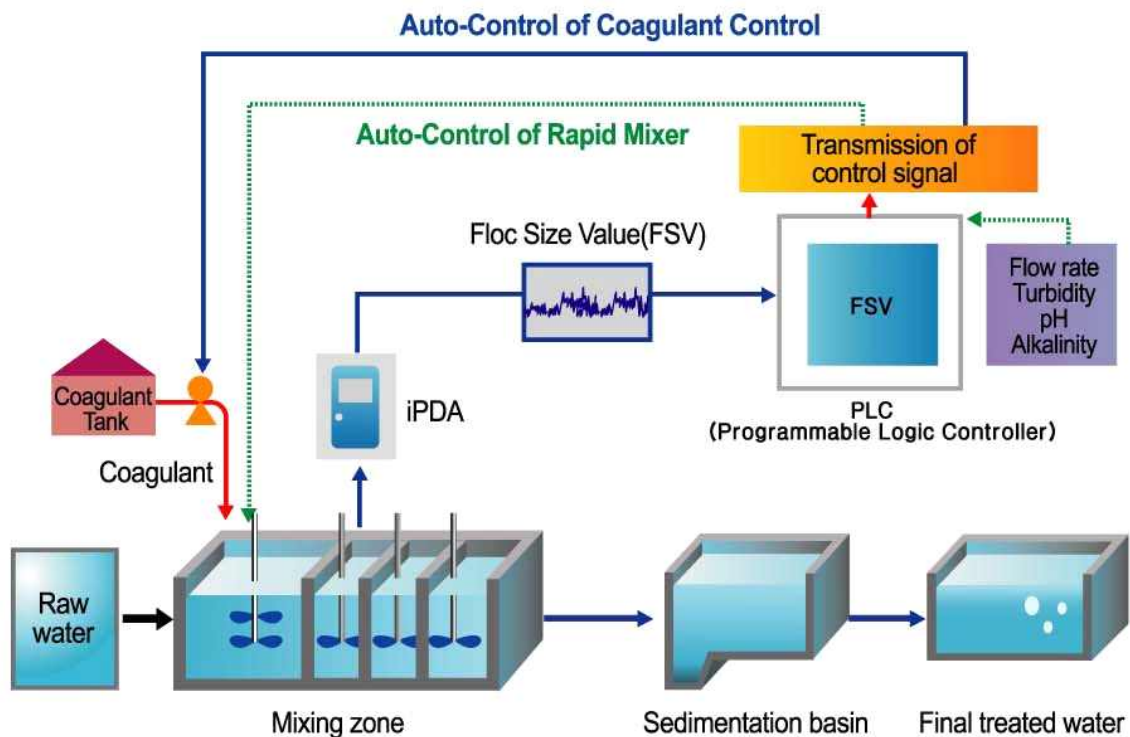 Auto-Control of Coagulant Control
Auto-Control of Rapid Mixer
Transmission of
control signal
Floc Size Value(FSV)
FSV
Flow rate
Turbidity
pH
Alkalinity
PLC
(Programmable Logic Controller)
iPDA
Coagulant
Tank
Coagulant
Raw
water
Mixing zone
Sedimentation basin
Final treated water